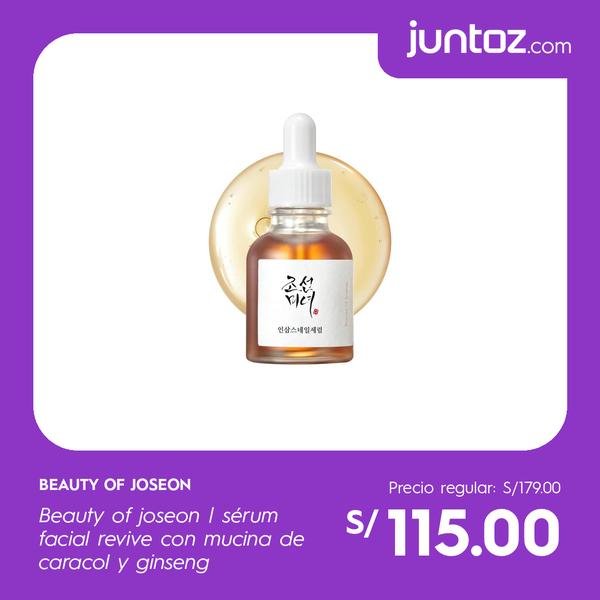 juntoz.com
조선
미녀
인삼스네일세럼
BEAUTY OF JOSEON
Beauty of joseon | sérum
facial revive con mucina de
caracol y ginseng
Precio regular: S/179.00
S/ 115.00